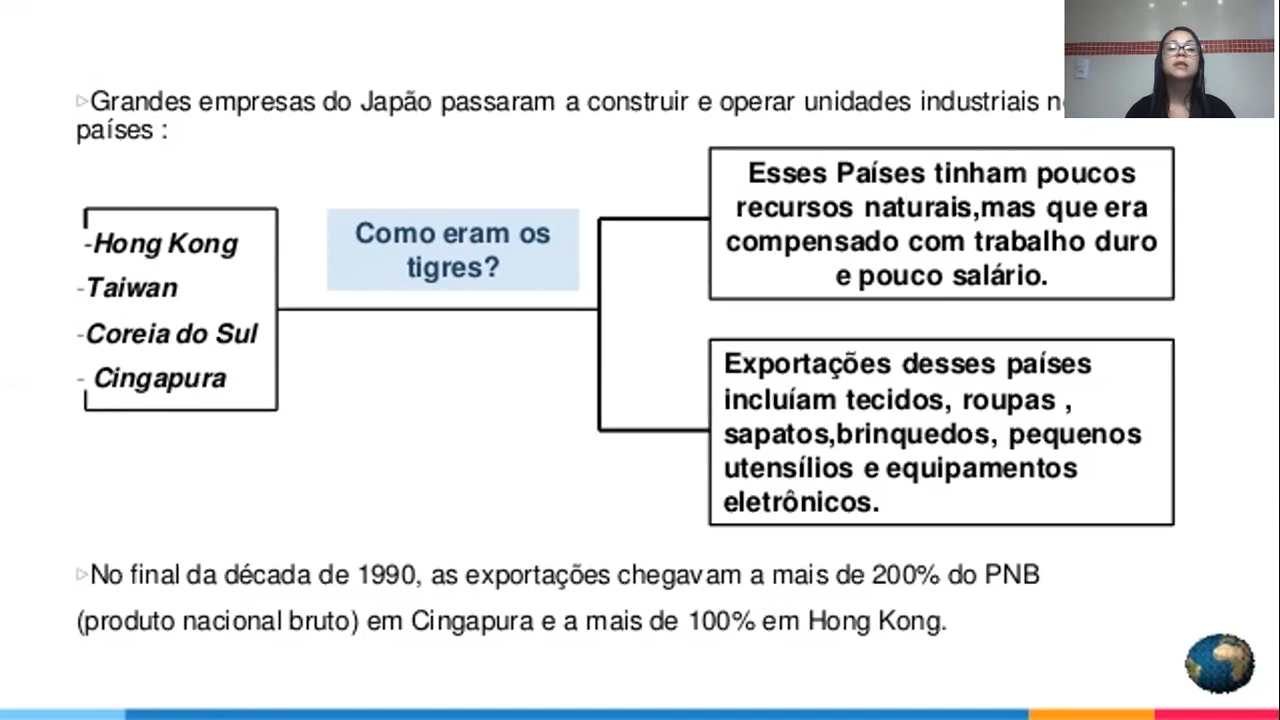 ▷Grandes empresas do Japão passaram a construir e operar unidades industriais
países :
-Hong Kong
-Taiwan
-Coreia do Sul
- Cingapura
Como eram os
tigres?
Esses Países tinham poucos
recursos naturais,mas que era
compensado com trabalho duro
e pouco salário.
Exportações desses países
incluíam tecidos, roupas ,
sapatos,brinquedos, pequenos
utensílios e equipamentos
eletrônicos.
▷No final da década de 1990, as exportações chegavam a mais de 200% do PNB
(produto nacional bruto) em Cingapura e a mais de 100% em Hong Kong.